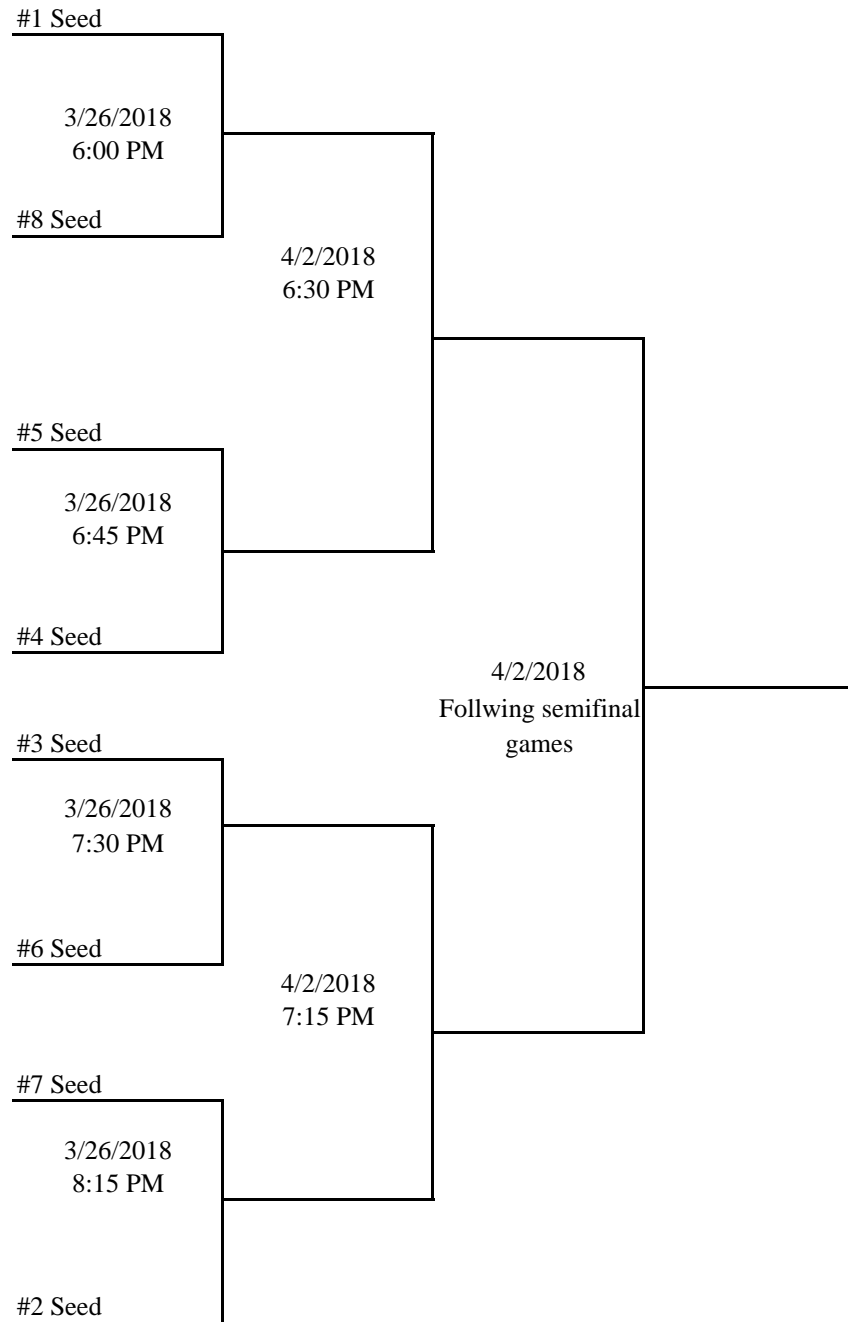 #1 Seed
3/26/2018
6:00 PM
#8 Seed
4/2/2018
6:30 PM
#5 Seed
3/26/2018
6:45 PM
#4 Seed
4/2/2018
Follwing semifinal
games
#3 Seed
3/26/2018
7:30 PM
#6 Seed
4/2/2018
7:15 PM
#7 Seed
3/26/2018
8:15 PM
#2 Seed